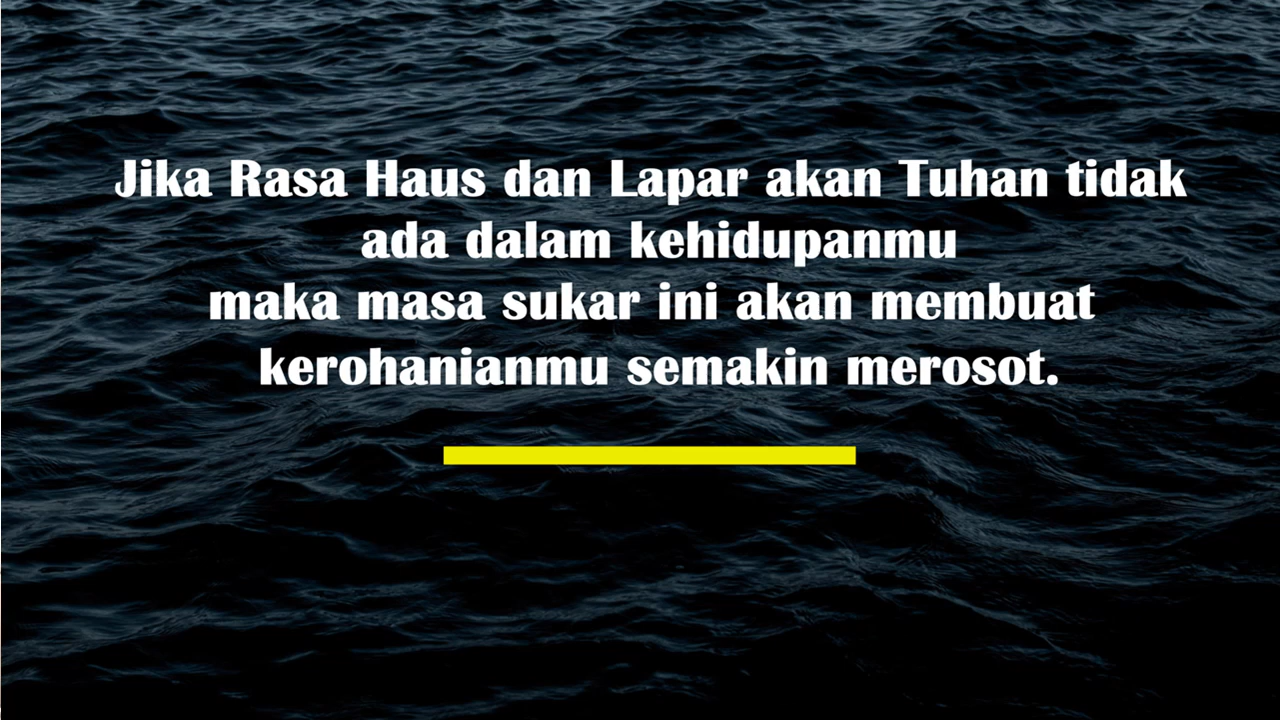 Jika Rasa Haus dan Lapar akan Tuhan tidak
ada dalam kehidupanmu
maka masa sukar ini akan membuat
kerohanianmu semakin merosot.